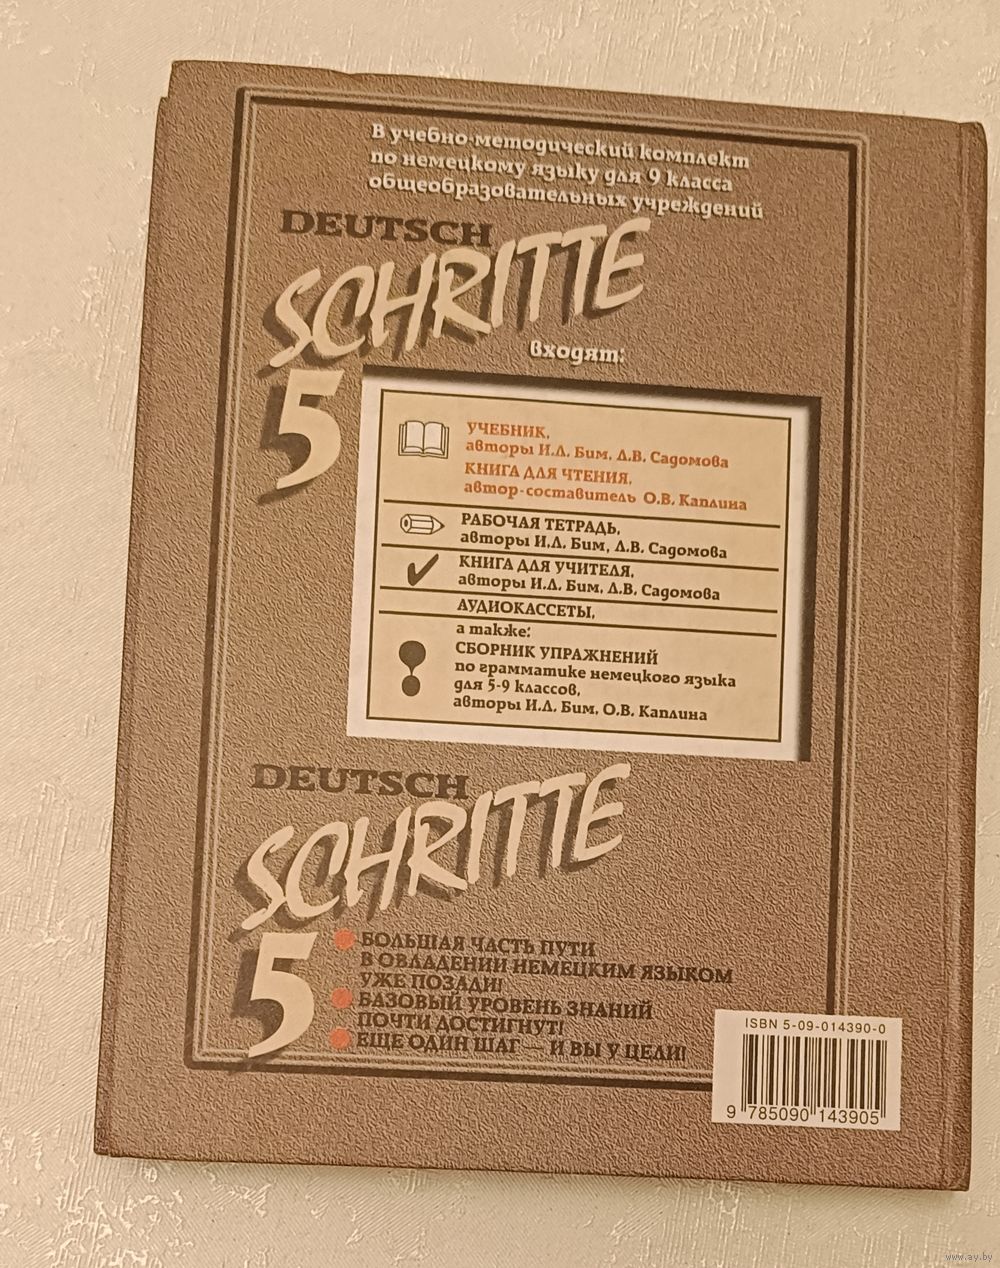 В учебно-методический комплект
по немецкому языку для 9 класса
общеобразовательных учреждений
DEUTSCH
SCHRITTE
5
входят:
УЧЕБНИК,
авторы И.Л. Бим, Л.В. Садомова
КНИГА ДЛЯ ЧТЕНИЯ,
автор-составитель О.В. Каплина
РАБОЧАЯ ТЕТРАДЬ,
авторы И.Л. Бим, Л.В. Садомова
КНИГА ДЛЯ УЧИТЕЛЯ,
авторы И.Л. Бим, Л.В. Садомова
АУДИОКАССЕТЫ,
а также:
СБОРНИК УПРАЖНЕНИЙ
по грамматике немецкого языка
для 5-9 классов,
авторы И.Л. Бим, О.В. Каплина
DEUTSCH
SCHRITTE
5
БОЛЬШАЯ ЧАСТЬ ПУТИ
В ОВЛАДЕНИИ НЕМЕЦКИМ ЯЗЫКОМ
УЖЕ ПОЗАДИ!
БАЗОВЫЙ УРОВЕНЬ ЗНАНИЙ
ПОЧТИ ДОСТИГНУТ!
ЕЩЕ ОДИН ШАГ — И ВЫ У ЦЕЛИ!
ISBN 5-09-014390-0
9 785090 143905
www.ay.by